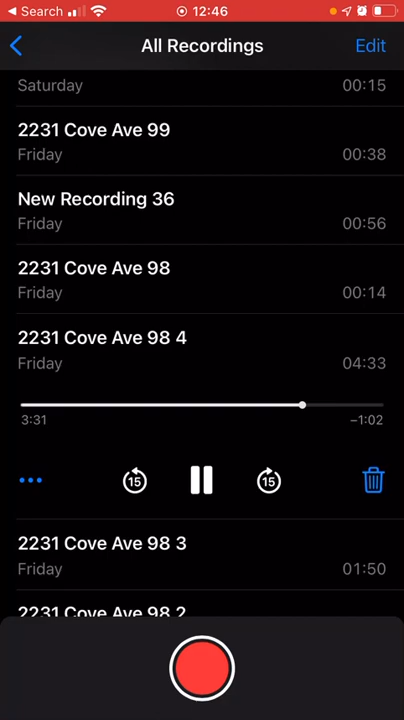 Search
12:46
All Recordings
Edit
Saturday
00:15
2231 Cove Ave 99
Friday
00:38
New Recording 36
Friday
00:56
2231 Cove Ave 98
Friday
00:14
2231 Cove Ave 98 4
Friday
04:33
3:31
−1:02
15
15
2231 Cove Ave 98 3
Friday
01:50
2231 Cove Ave 98 2